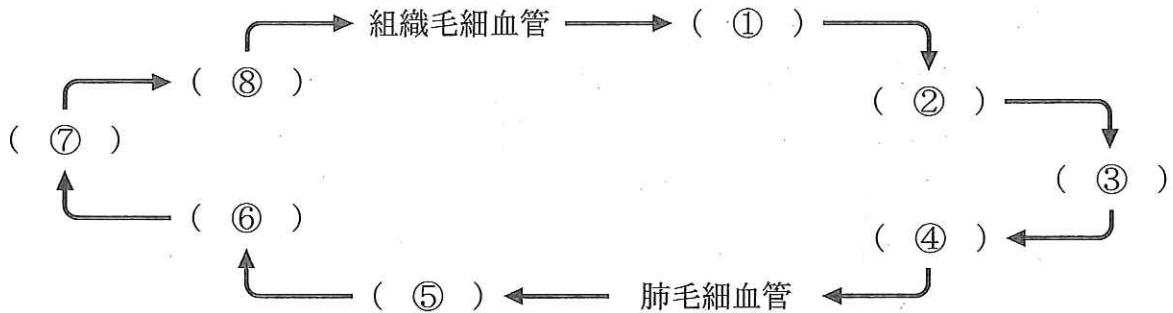 組織毛細血管
( ① )
( ⑧ )
( ② )
( ⑦ )
( ③ )
( ⑥ )
( ④ )
( ⑤ )
肺毛細血管